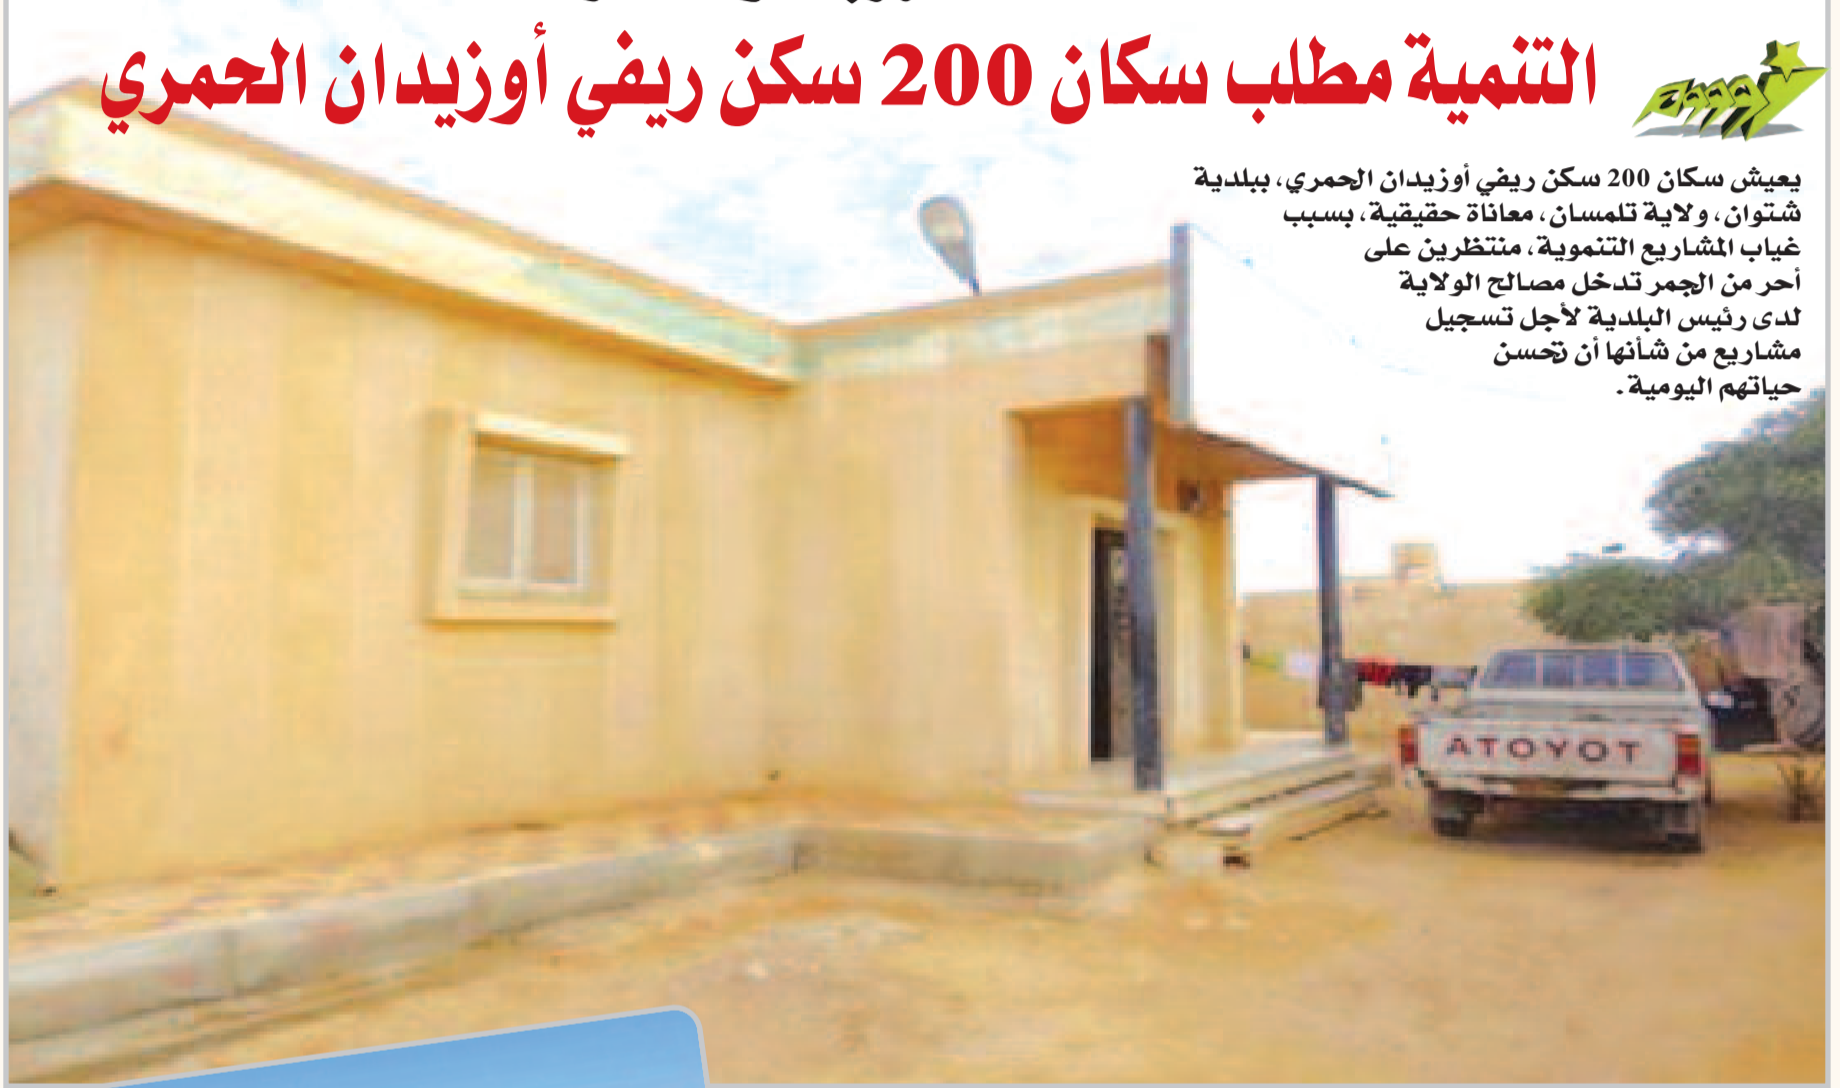 التنمية مطلب سكان 200 سكن ريفي أوزيدان الحمري
يعيش سكان 200 سكن ريفي أوزيدان الحمري، ببلدية
شتوان، ولاية تلمسان، معاناة حقيقية، بسبب
غياب المشاريع التنموية، منتظرين على
أحر من الجمر تدخل مصالح الولاية
لدى رئيس البلدية لأجل تسجيل
مشاريع من شأنها أن تحسن
حياتهم اليومية.
ATOYOT